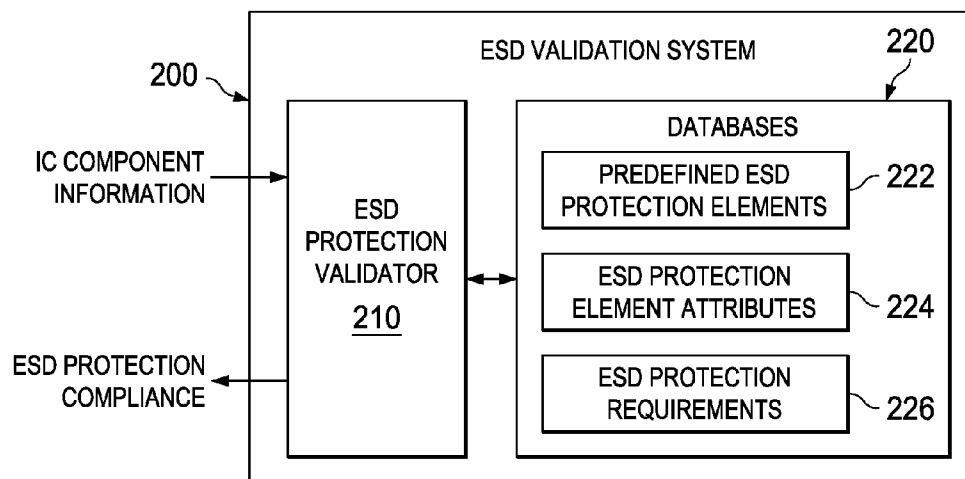 ESD VALIDATION SYSTEM
220
200
DATABASES
IC COMPONENT
INFORMATION
PREDEFINED ESD
PROTECTION ELEMENTS
222
ESD
PROTECTION
VALIDATOR
210
ESD PROTECTION
ELEMENT ATTRIBUTES
224
ESD PROTECTION
COMPLIANCE
ESD PROTECTION
REQUIREMENTS
226